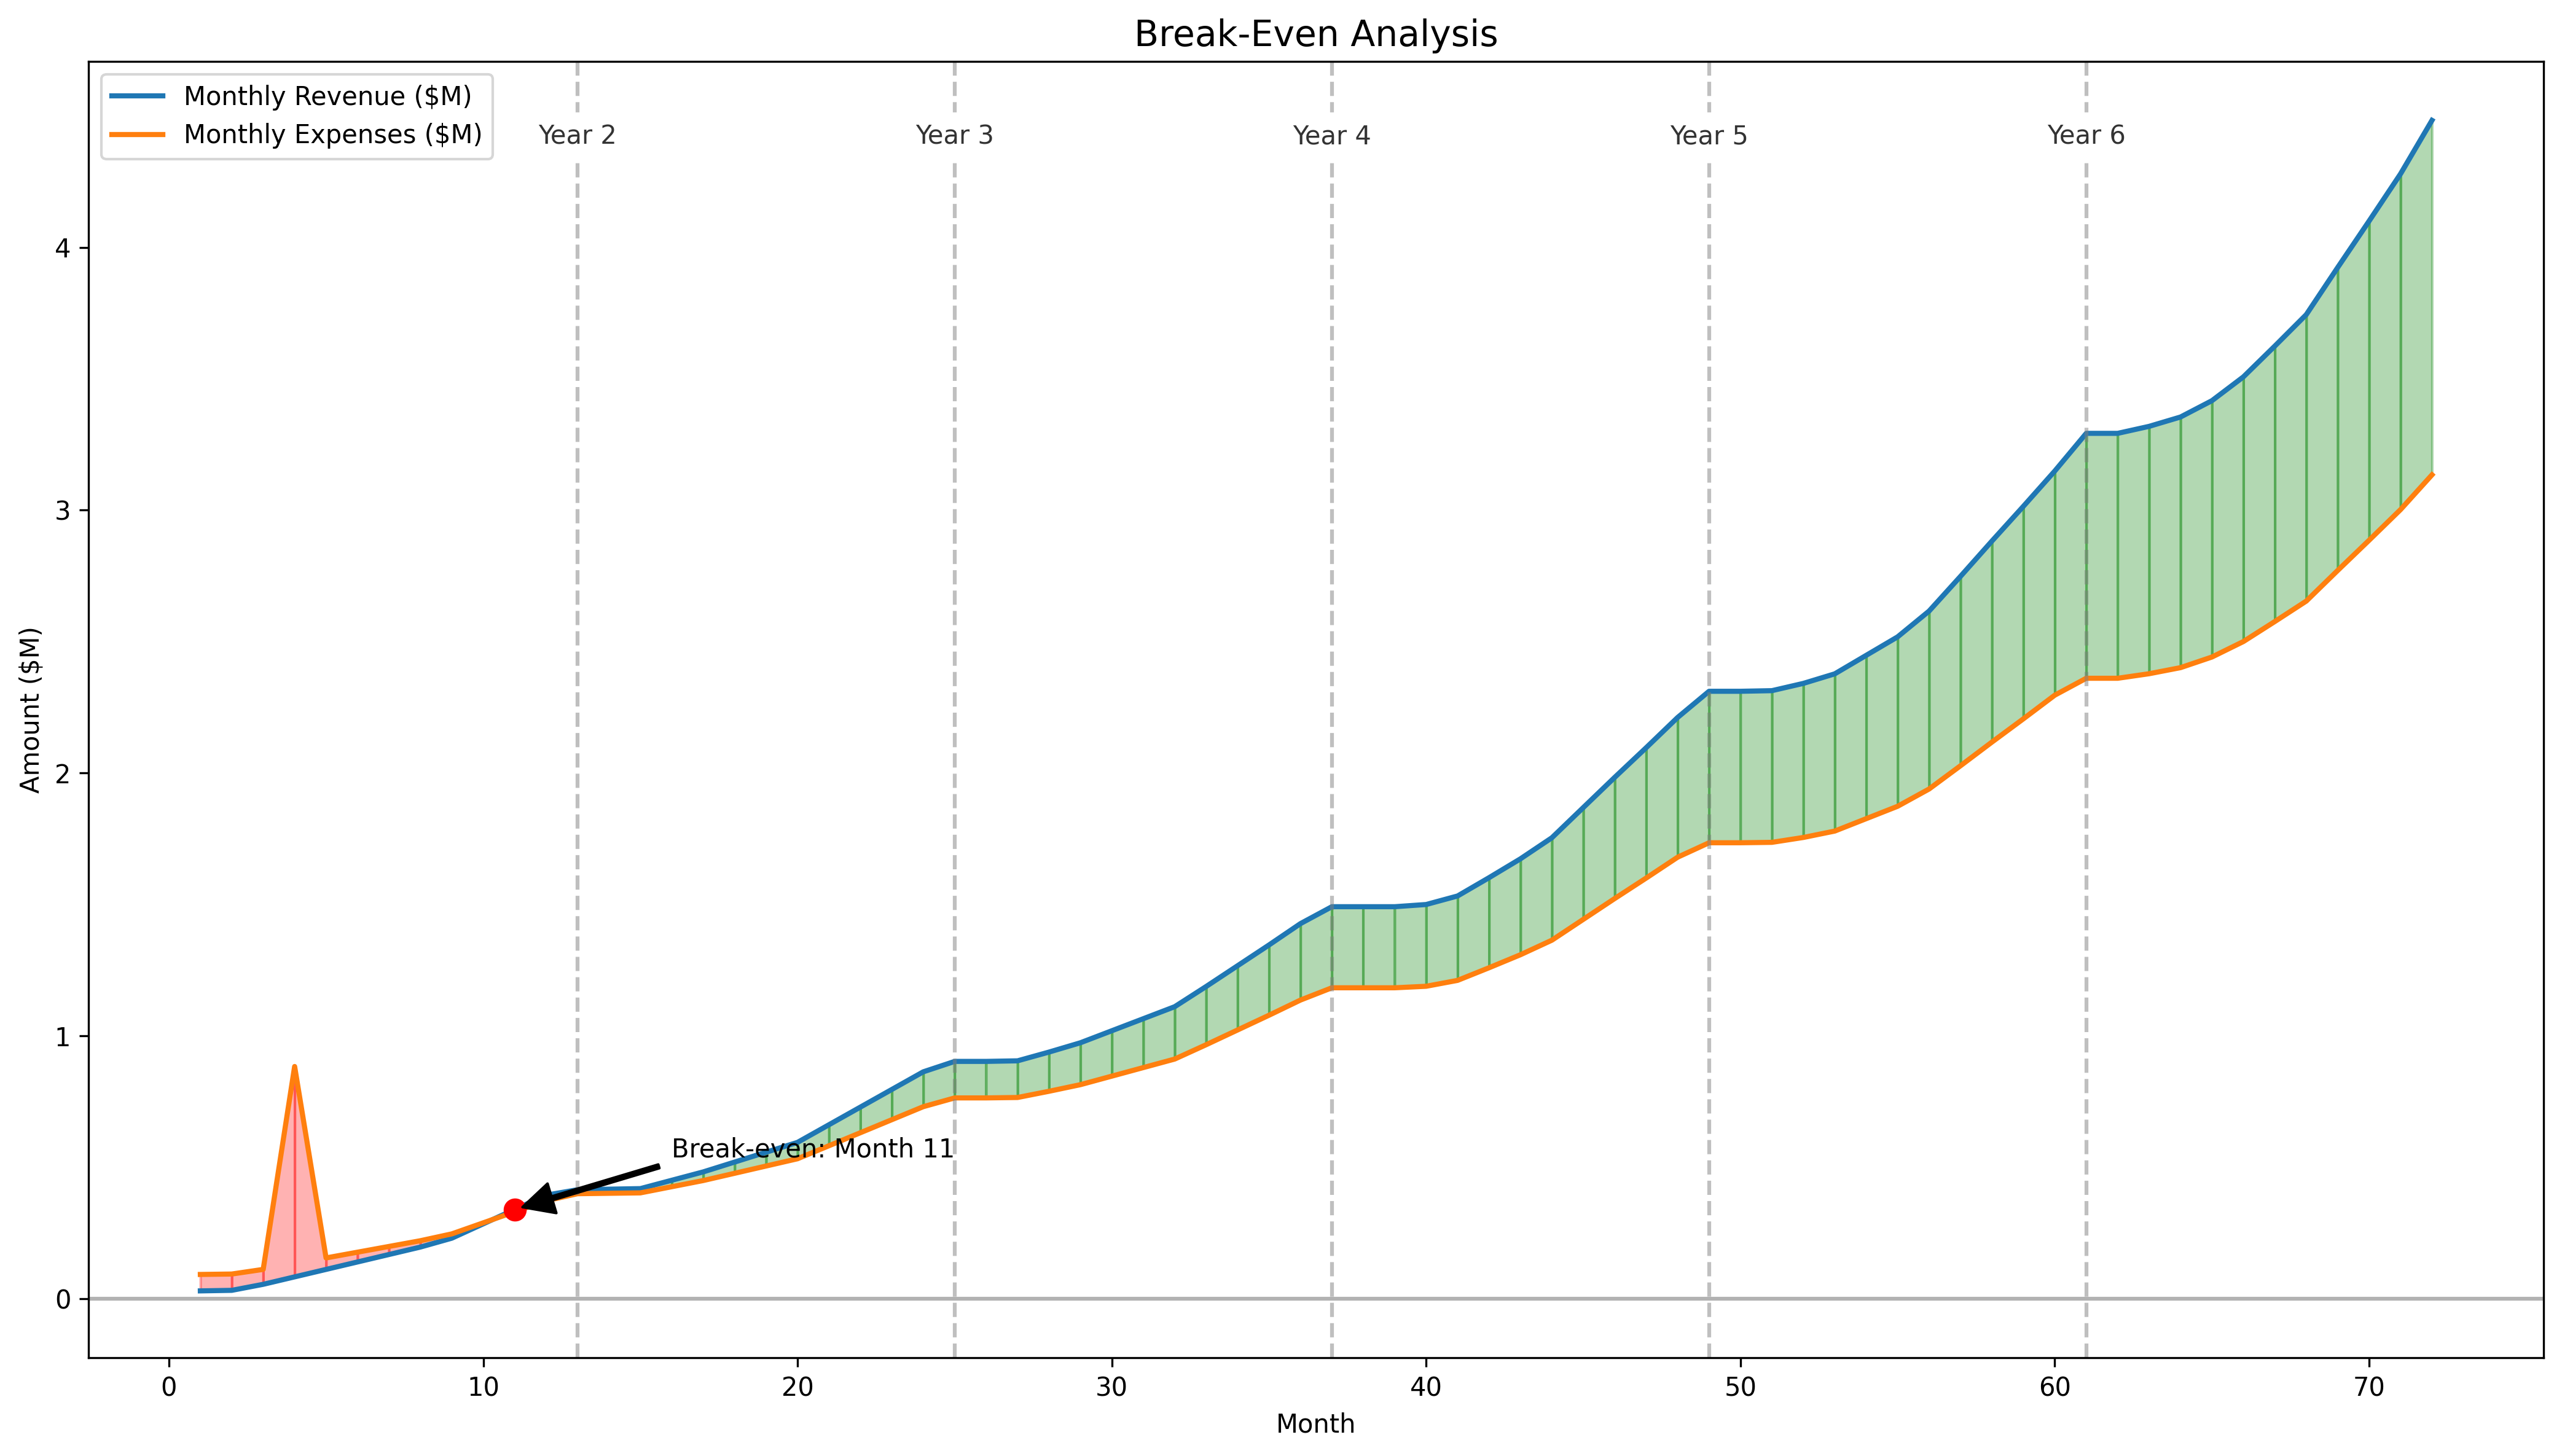 Break-Even Analysis
Monthly Revenue ($M)
Monthly Expenses ($M)
Year 2
Year 3
Year 4
Year 5
Year 6
4
3
2
1
0
Amount ($M)
Break-even: Month 11
0
10
20
30
40
50
60
70
Month